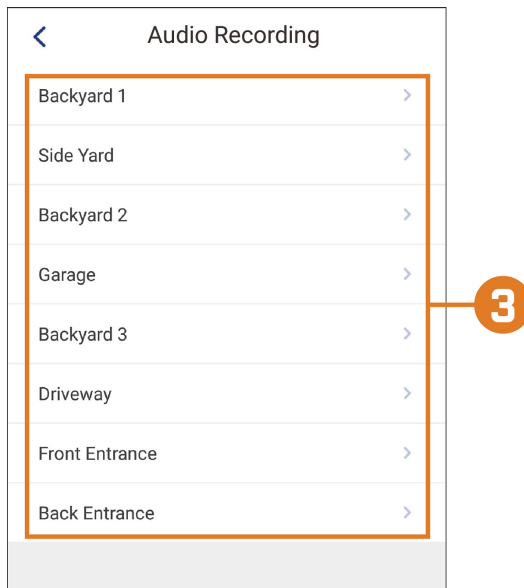 Audio Recording
Backyard 1
Side Yard
Backyard 2
Garage
Backyard 3
3
Driveway
Front Entrance
Back Entrance